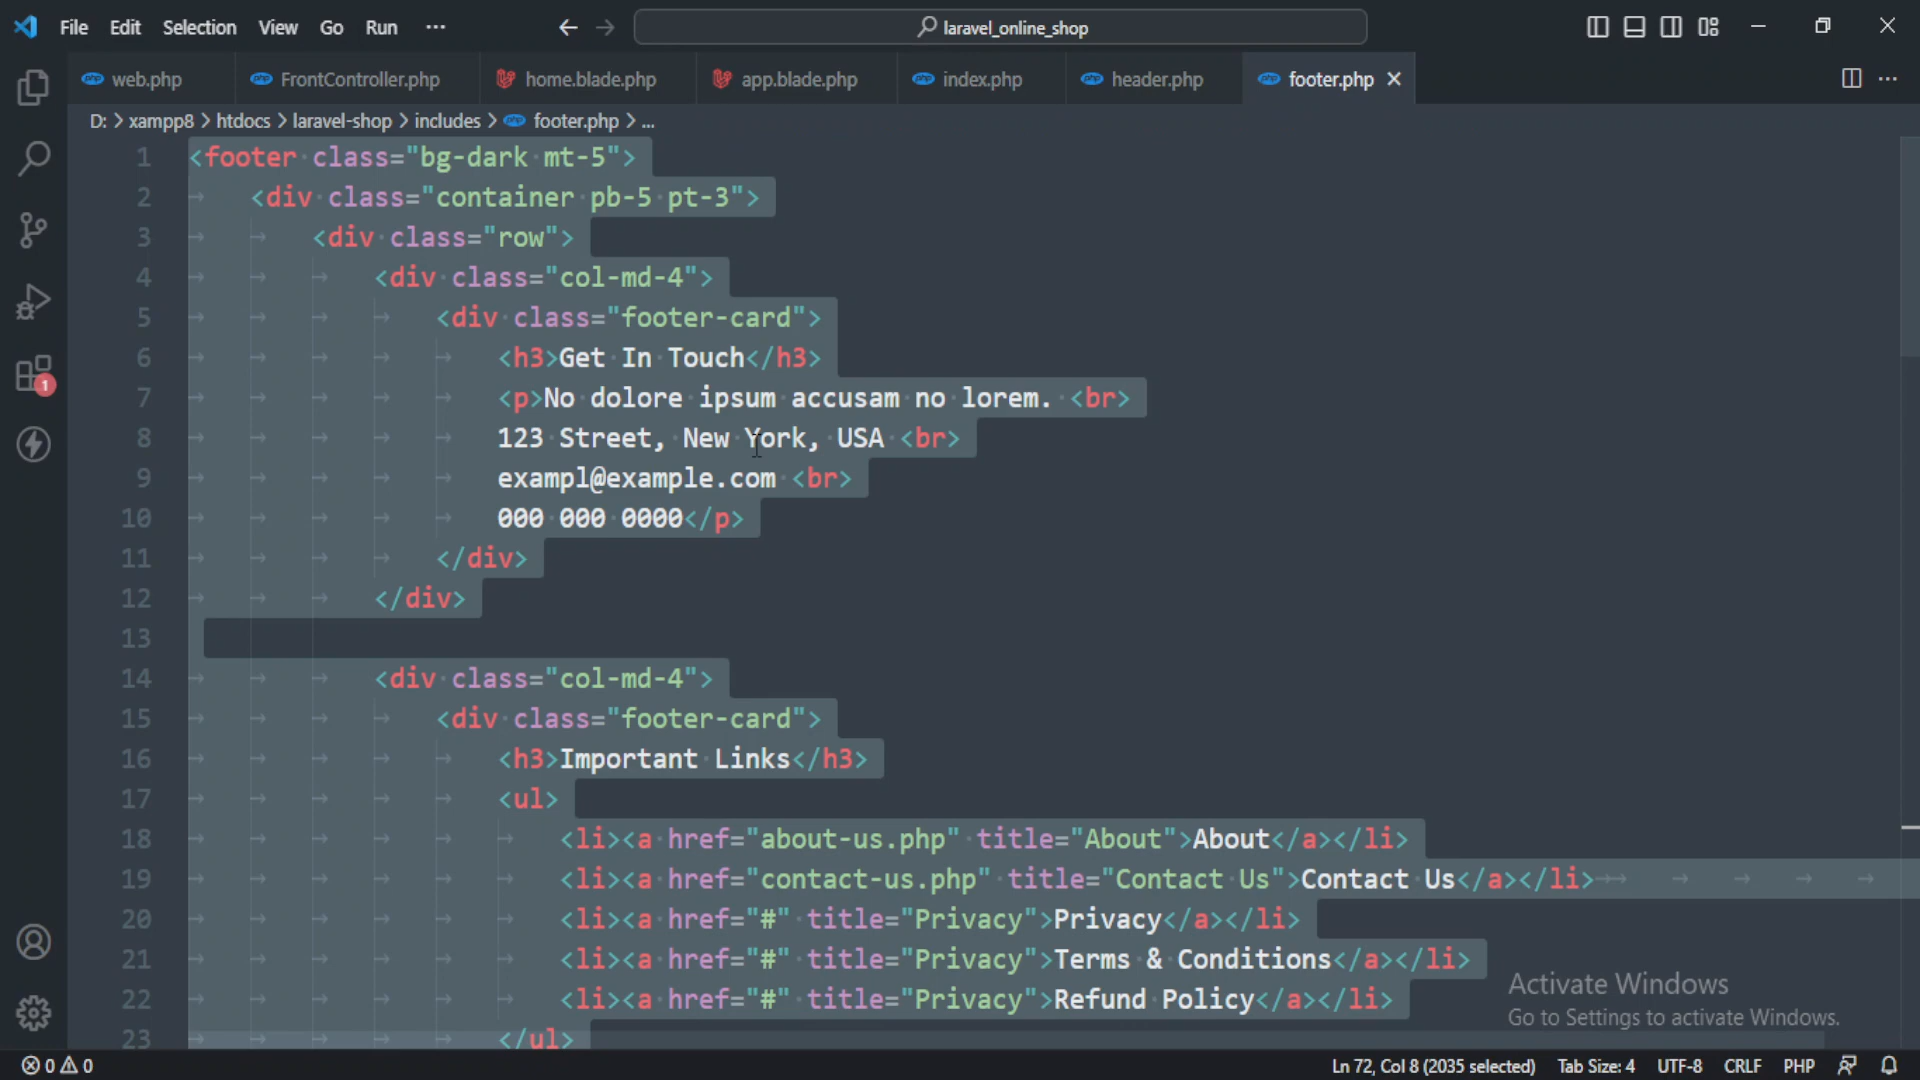 File Edit Selection View Go Run ··· laravel_online_shop
web.php FrontController.php home.blade.php app.blade.php index.php header.php footer.php
D: > xampp8 > htdocs > laravel-shop > includes > footer.php > ...
1 <footer class="bg-dark mt-5">
2 <div class="container pb-5 pt-3">
3 <div class="row">
4 <div class="col-md-4">
5 <div class="footer-card">
6 <h3>Get In Touch</h3>
7 <p>No dolore ipsum accusam no lorem. <br>
8 123 Street, New York, USA <br>
9 exampl@example.com <br>
10 000 000 0000</p>
11 </div>
12 </div>
13
14 <div class="col-md-4">
15 <div class="footer-card">
16 <h3>Important Links</h3>
17 <ul>
18 <li><a href="about-us.php" title="About">About</a></li>
19 <li><a href="contact-us.php" title="Contact Us">Contact Us</a></li>
20 <li><a href="#" title="Privacy">Privacy</a></li>
21 <li><a href="#" title="Privacy">Terms & Conditions</a></li>
22 <li><a href="#" title="Privacy">Refund Policy</a></li>
23 </ul>
1
Activate Windows
Go to Settings to activate Windows.
0 0 Ln 72, Col 8 (2035 selected) Tab Size: 4 UTF-8 CRLF PHP